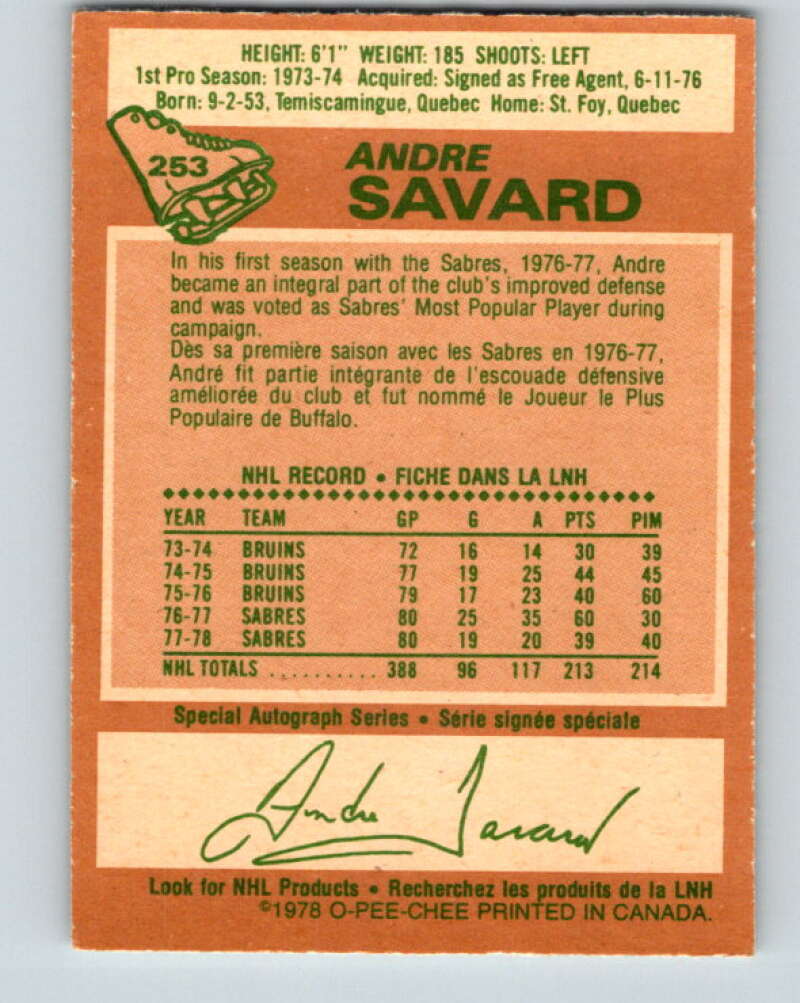 HEIGHT: 6'1" WEIGHT: 185 SHOOTS: LEFT
1st Pro Season: 1973-74 Acquired: Signed as Free Agent, 6-11-76
Born: 9-2-53, Temiscamingue, Quebec Home: St. Foy, Quebec
253
ANDRE
SAVARD
In his first season with the Sabres, 1976-77, Andre
became an integral part of the club's improved defense
and was voted as Sabres' Most Popular Player during
campaign.
Dès sa première saison avec les Sabres en 1976-77,
André fit partie intégrante de l'escouade défensive
améliorée du club et fut nommé le Joueur le Plus
Populaire de Buffalo.
NHL RECORD • FICHE DANS LA LNH
YEAR TEAM GP G A PTS PIM
73-74 BRUINS 72 16 14 30 39
74-75 BRUINS 77 19 25 44 45
75-76 BRUINS 79 17 23 40 60
76-77 SABRES 80 25 35 60 30
77-78 SABRES 80 19 20 39 40
NHL TOTALS .......... 388 96 117 213 214
Special Autograph Series • Série signée spéciale
Andre Savard
Look for NHL Products • Recherchez les produits de la LNH
©1978 O-PEE-CHEE PRINTED IN CANADA.